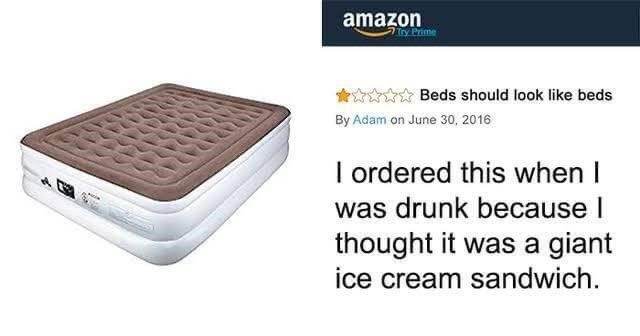 amazon
Try Prime
Beds should look like beds
By Adam on June 30, 2016
I ordered this when I
was drunk because I
thought it was a giant
ice cream sandwich.